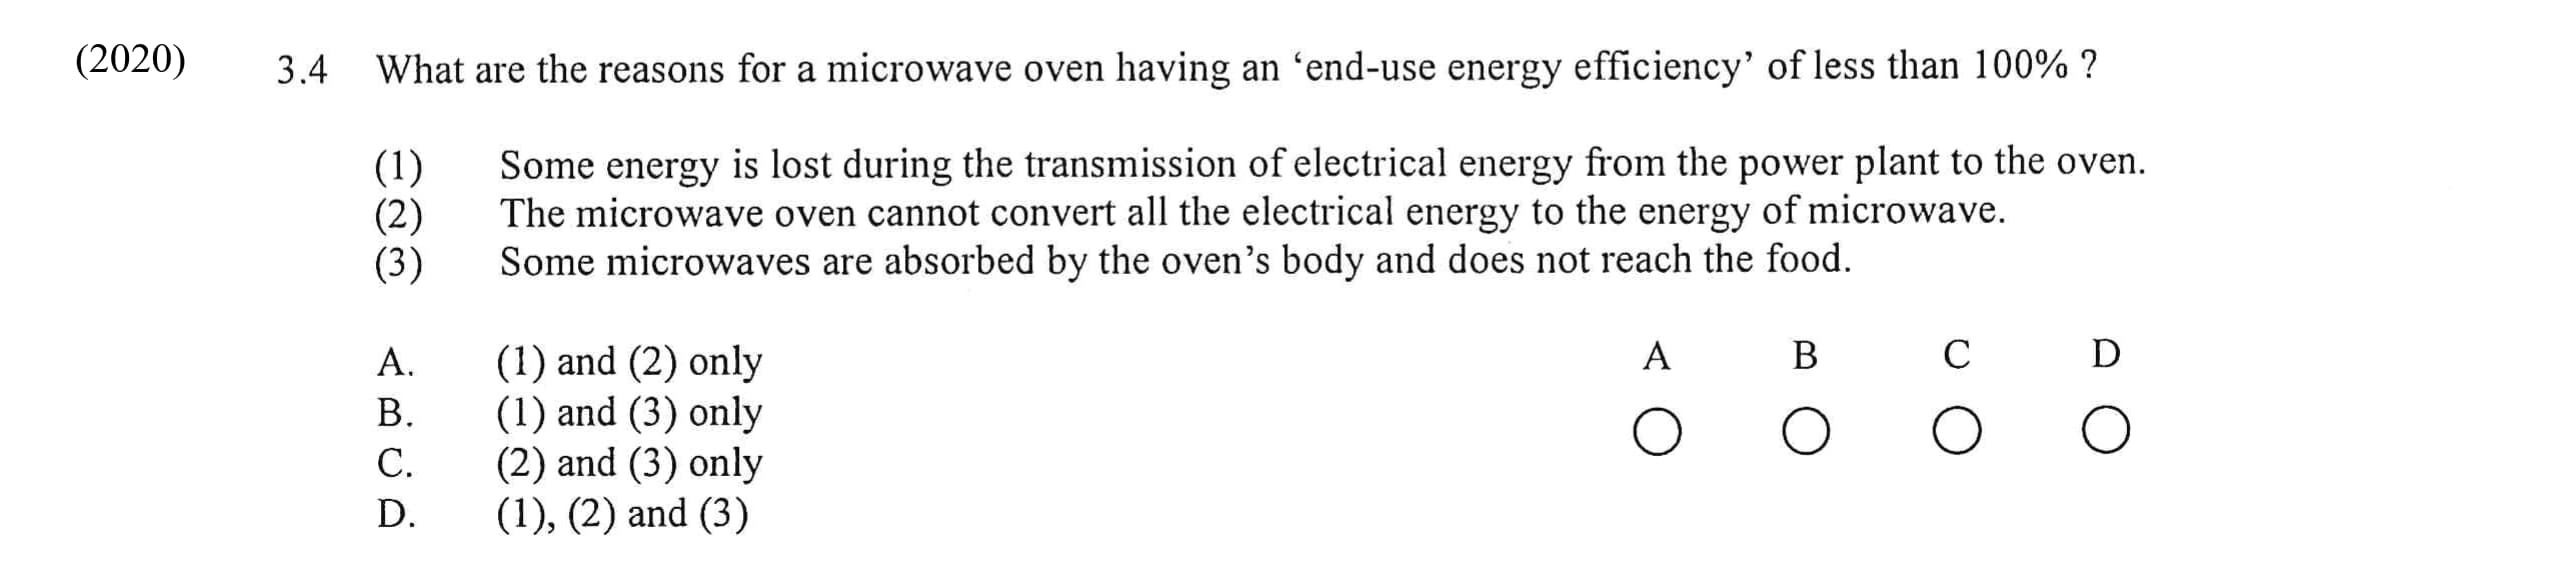 (2020) 3.4 What are the reasons for a microwave oven having an ‘end-use energy efficiency’ of less than 100% ?
(1) Some energy is lost during the transmission of electrical energy from the power plant to the oven.
(2) The microwave oven cannot convert all the electrical energy to the energy of microwave.
(3) Some microwaves are absorbed by the oven’s body and does not reach the food.
A. (1) and (2) only A B C D
B. (1) and (3) only
C. (2) and (3) only
D. (1), (2) and (3)